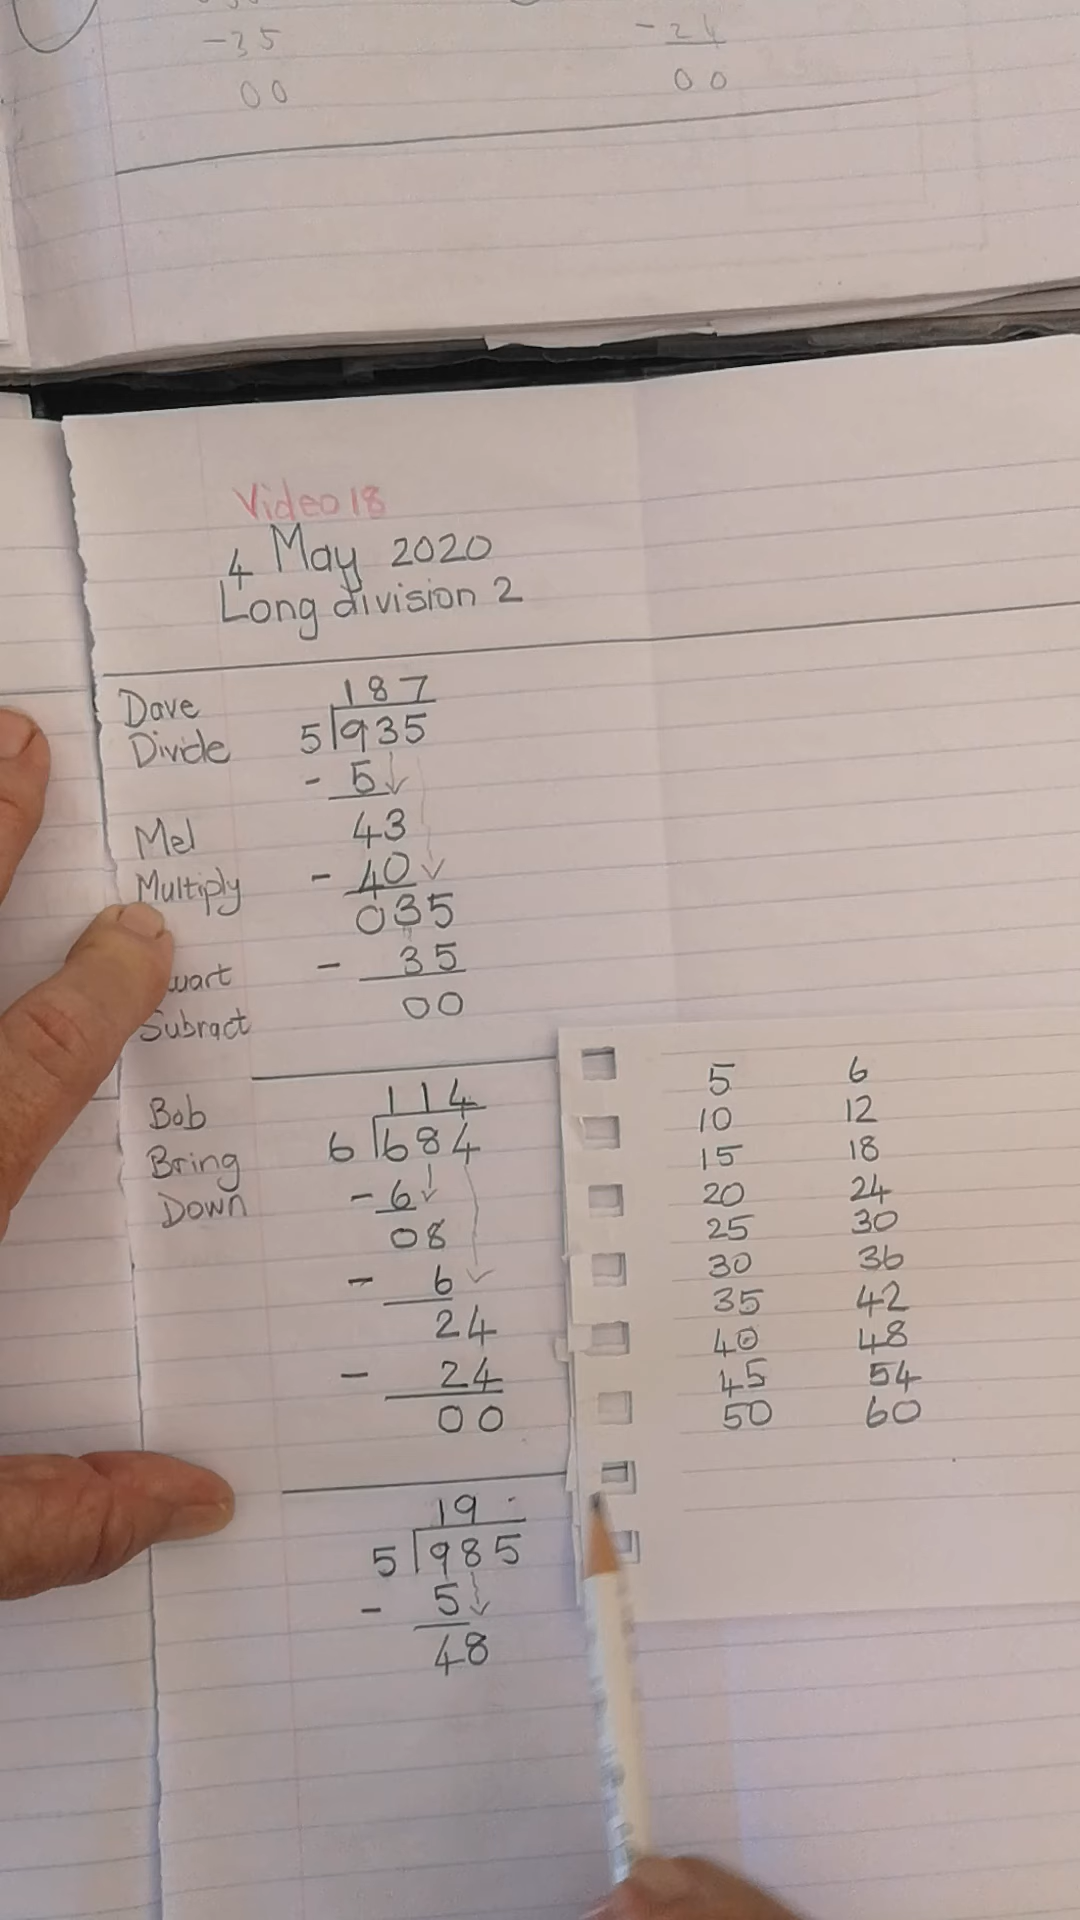 -35
00
-24
00
Video 18
4 May 2020
Long division 2
Dave
Divide
Mel
Multiply
wart
Subract
Bob
Bring
Down
187
5 935
- 5
43
- 40
035
- 35
00
114
6 684
- 6
08
- 6
24
- 24
00
19
5 985
- 5
48
5 6
10 12
15 18
20 24
25 30
30 36
35 42
40 48
45 54
50 60